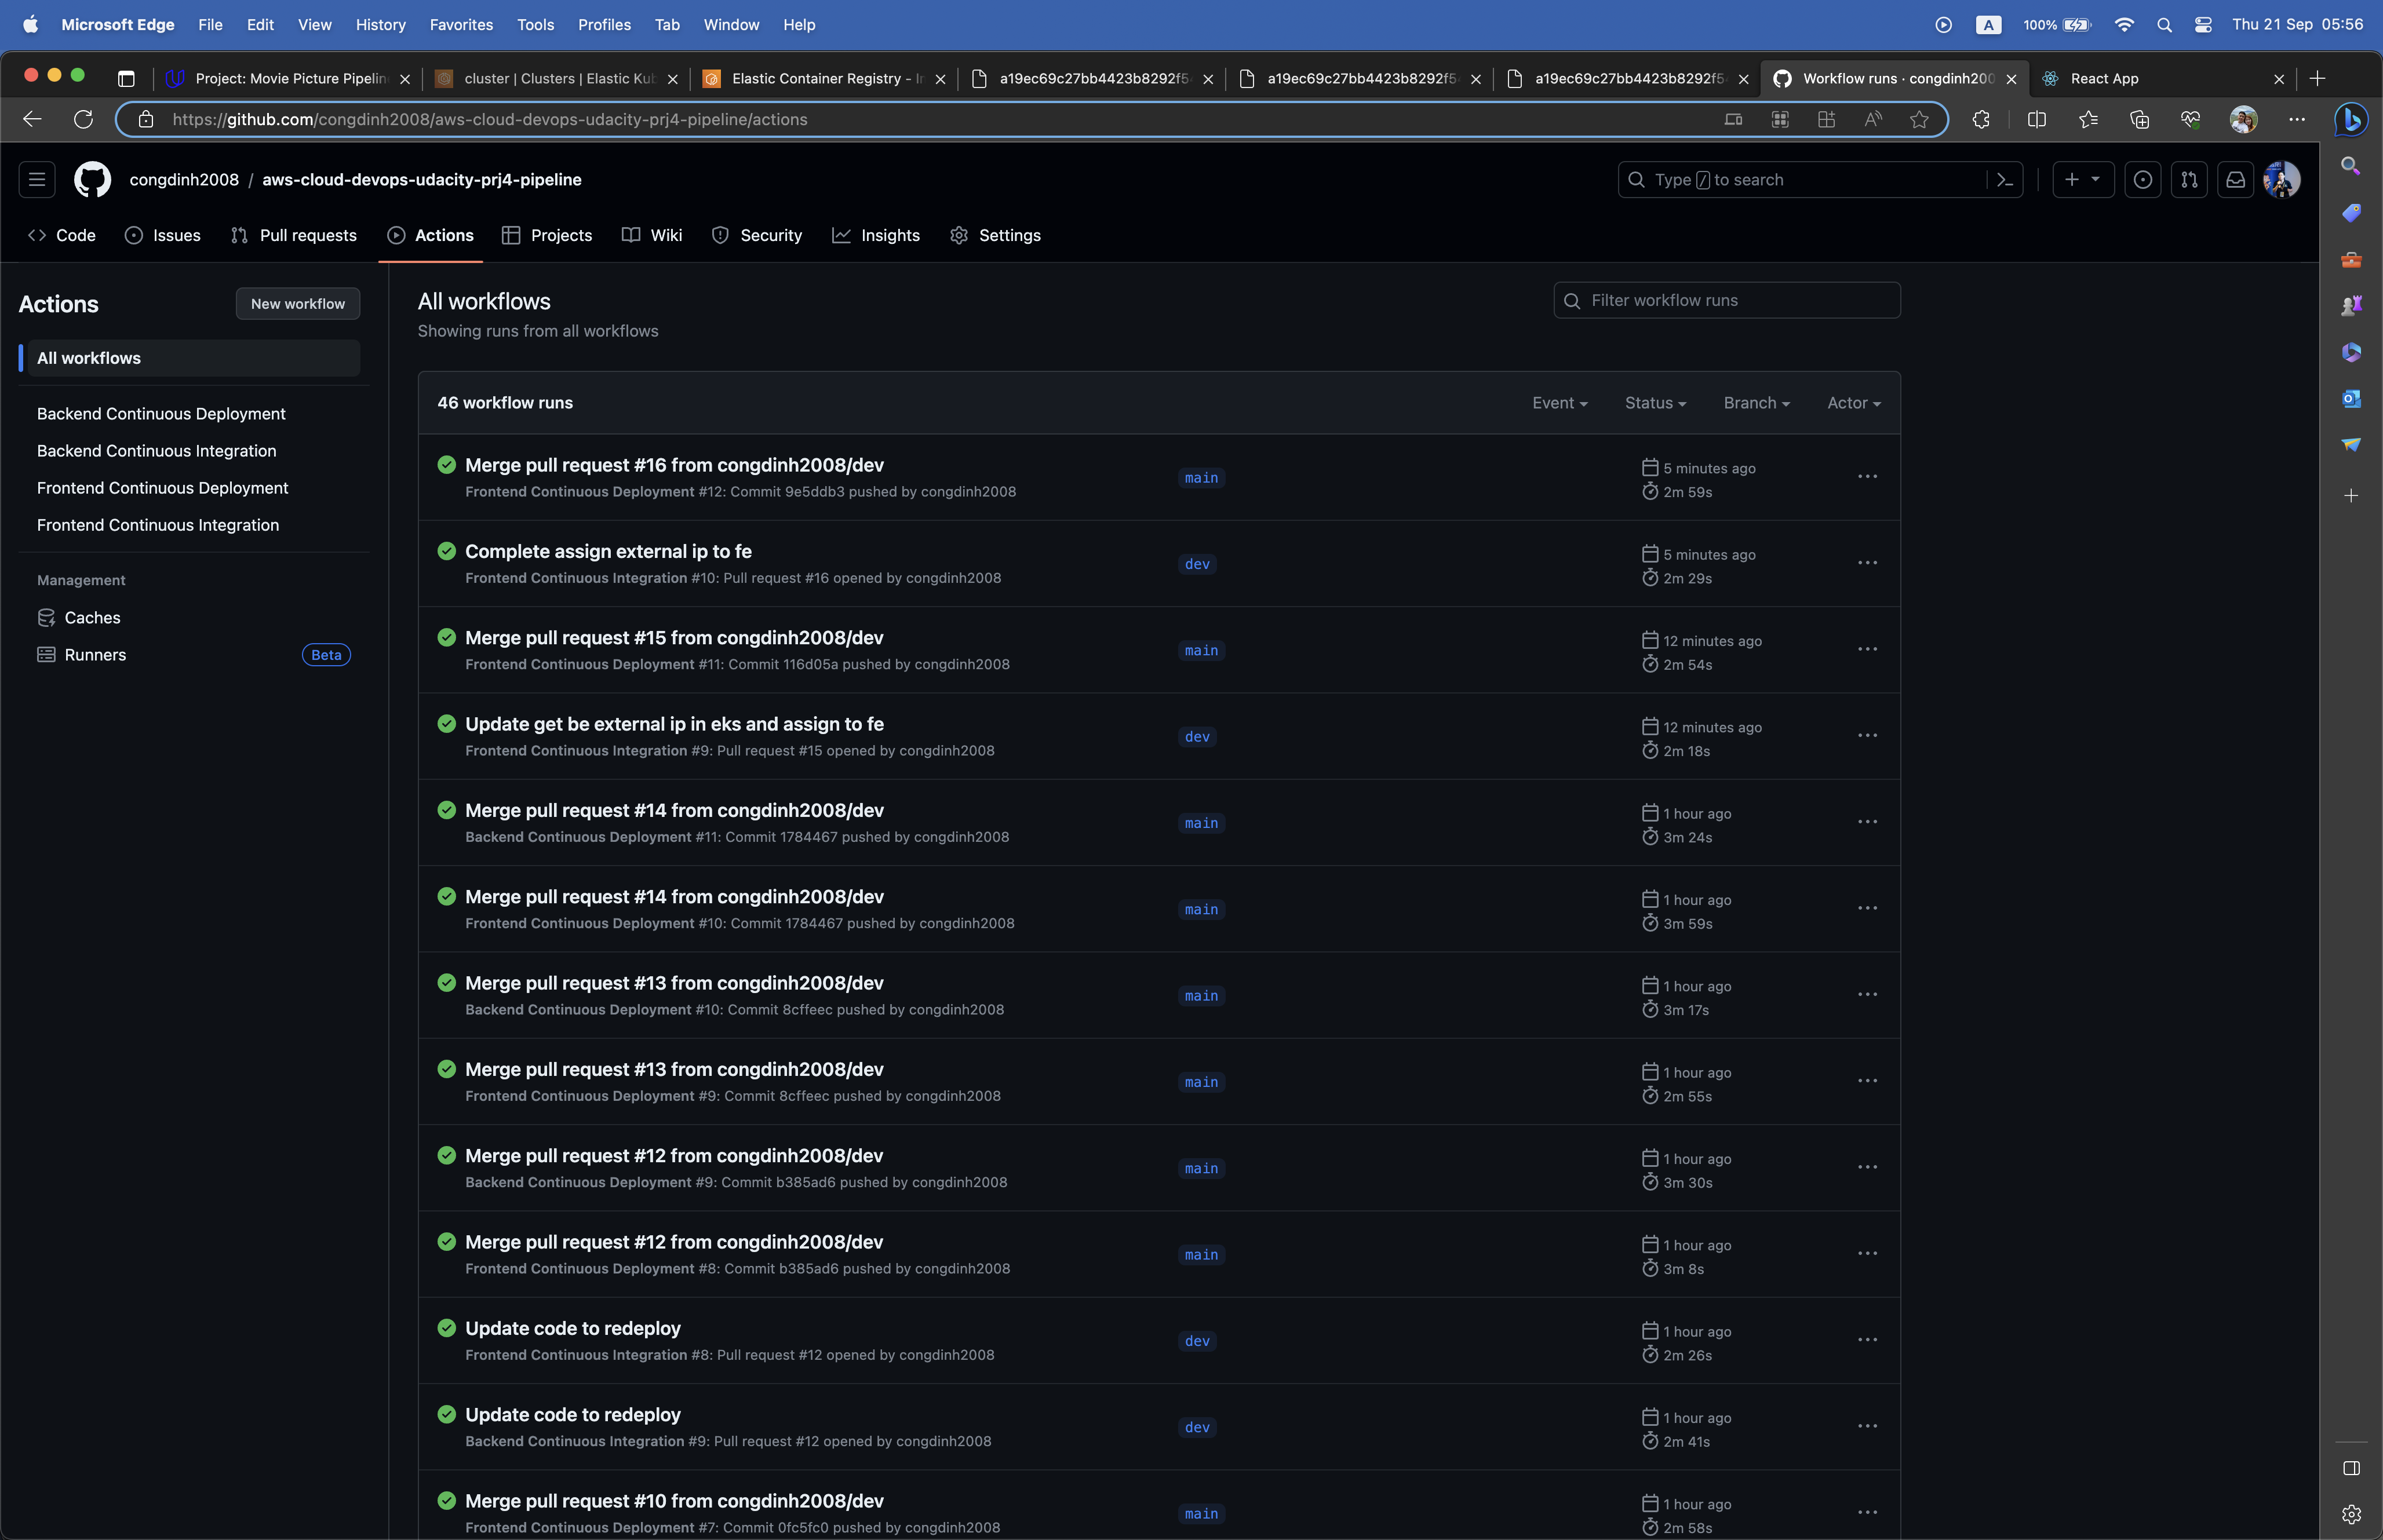 Microsoft Edge File Edit View History Favorites Tools Profiles Tab Window Help
A 100% Thu 21 Sep 05:56
Project: Movie Picture Pipelin
cluster | Clusters | Elastic Kub
Elastic Container Registry - In
a19ec69c27bb4423b8292f5
a19ec69c27bb4423b8292f5
a19ec69c27bb4423b8292f5
Workflow runs · congdinh200
React App
https://github.com/congdinh2008/aws-cloud-devops-udacity-prj4-pipeline/actions
congdinh2008 / aws-cloud-devops-udacity-prj4-pipeline
Type / to search
Code Issues Pull requests Actions Projects Wiki Security Insights Settings
Actions
New workflow
All workflows
Backend Continuous Deployment
Backend Continuous Integration
Frontend Continuous Deployment
Frontend Continuous Integration
Management
Caches
Runners Beta
All workflows
Showing runs from all workflows
Filter workflow runs
46 workflow runs
Event Status Branch Actor
Merge pull request #16 from congdinh2008/dev
Frontend Continuous Deployment #12: Commit 9e5ddb3 pushed by congdinh2008
main
5 minutes ago
2m 59s
Complete assign external ip to fe
Frontend Continuous Integration #10: Pull request #16 opened by congdinh2008
dev
5 minutes ago
2m 29s
Merge pull request #15 from congdinh2008/dev
Frontend Continuous Deployment #11: Commit 116d05a pushed by congdinh2008
main
12 minutes ago
2m 54s
Update get be external ip in eks and assign to fe
Frontend Continuous Integration #9: Pull request #15 opened by congdinh2008
dev
12 minutes ago
2m 18s
Merge pull request #14 from congdinh2008/dev
Backend Continuous Deployment #11: Commit 1784467 pushed by congdinh2008
main
1 hour ago
3m 24s
Merge pull request #14 from congdinh2008/dev
Frontend Continuous Deployment #10: Commit 1784467 pushed by congdinh2008
main
1 hour ago
3m 59s
Merge pull request #13 from congdinh2008/dev
Backend Continuous Deployment #10: Commit 8cffeec pushed by congdinh2008
main
1 hour ago
3m 17s
Merge pull request #13 from congdinh2008/dev
Frontend Continuous Deployment #9: Commit 8cffeec pushed by congdinh2008
main
1 hour ago
2m 55s
Merge pull request #12 from congdinh2008/dev
Backend Continuous Deployment #9: Commit b385ad6 pushed by congdinh2008
main
1 hour ago
3m 30s
Merge pull request #12 from congdinh2008/dev
Frontend Continuous Deployment #8: Commit b385ad6 pushed by congdinh2008
main
1 hour ago
3m 8s
Update code to redeploy
Frontend Continuous Integration #8: Pull request #12 opened by congdinh2008
dev
1 hour ago
2m 26s
Update code to redeploy
Backend Continuous Integration #9: Pull request #12 opened by congdinh2008
dev
1 hour ago
2m 41s
Merge pull request #10 from congdinh2008/dev
Frontend Continuous Deployment #7: Commit 0fc5fc0 pushed by congdinh2008
main
1 hour ago
2m 58s